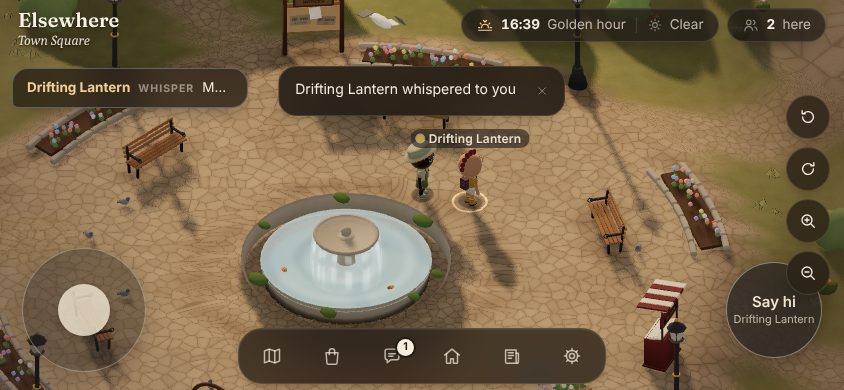 Elsewhere
Town Square
16:39 Golden hour
Clear
2 here
Drifting Lantern WHISPER M...
Drifting Lantern whispered to you
Drifting Lantern
Say hi
Drifting Lantern
1